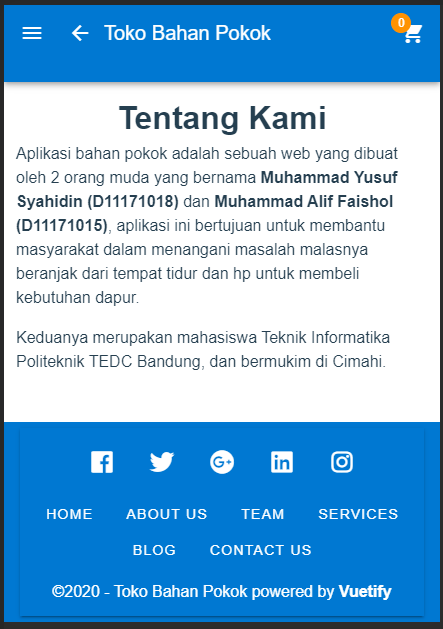 Toko Bahan Pokok
0
Tentang Kami
Aplikasi bahan pokok adalah sebuah web yang dibuat
oleh 2 orang muda yang bernama Muhammad Yusuf
Syahidin (D11171018) dan Muhammad Alif Faishol
(D11171015), aplikasi ini bertujuan untuk membantu
masyarakat dalam menangani masalah malasnya
beranjak dari tempat tidur dan hp untuk membeli
kebutuhan dapur.
Keduanya merupakan mahasiswa Teknik Informatika
Politeknik TEDC Bandung, dan bermukim di Cimahi.
HOME ABOUT US TEAM SERVICES
BLOG CONTACT US
©2020 - Toko Bahan Pokok powered by Vuetify